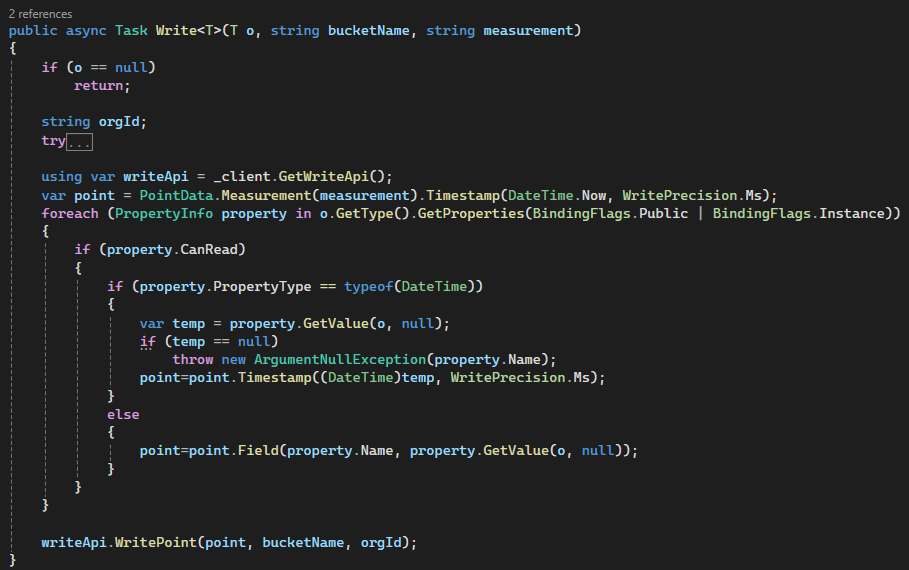 2 references
public async Task Write<T>(T o, string bucketName, string measurement)
{
if (o == null)
return;
string orgId;
try...
using var writeApi = _client.GetWriteApi();
var point = PointData.Measurement(measurement).Timestamp(DateTime.Now, WritePrecision.Ms);
foreach (PropertyInfo property in o.GetType().GetProperties(BindingFlags.Public | BindingFlags.Instance))
{
if (property.CanRead)
{
if (property.PropertyType == typeof(DateTime))
{
var temp = property.GetValue(o, null);
if (temp == null)
throw new ArgumentNullException(property.Name);
point=point.Timestamp((DateTime)temp, WritePrecision.Ms);
}
else
{
point=point.Field(property.Name, property.GetValue(o, null));
}
}
}
writeApi.WritePoint(point, bucketName, orgId);
}